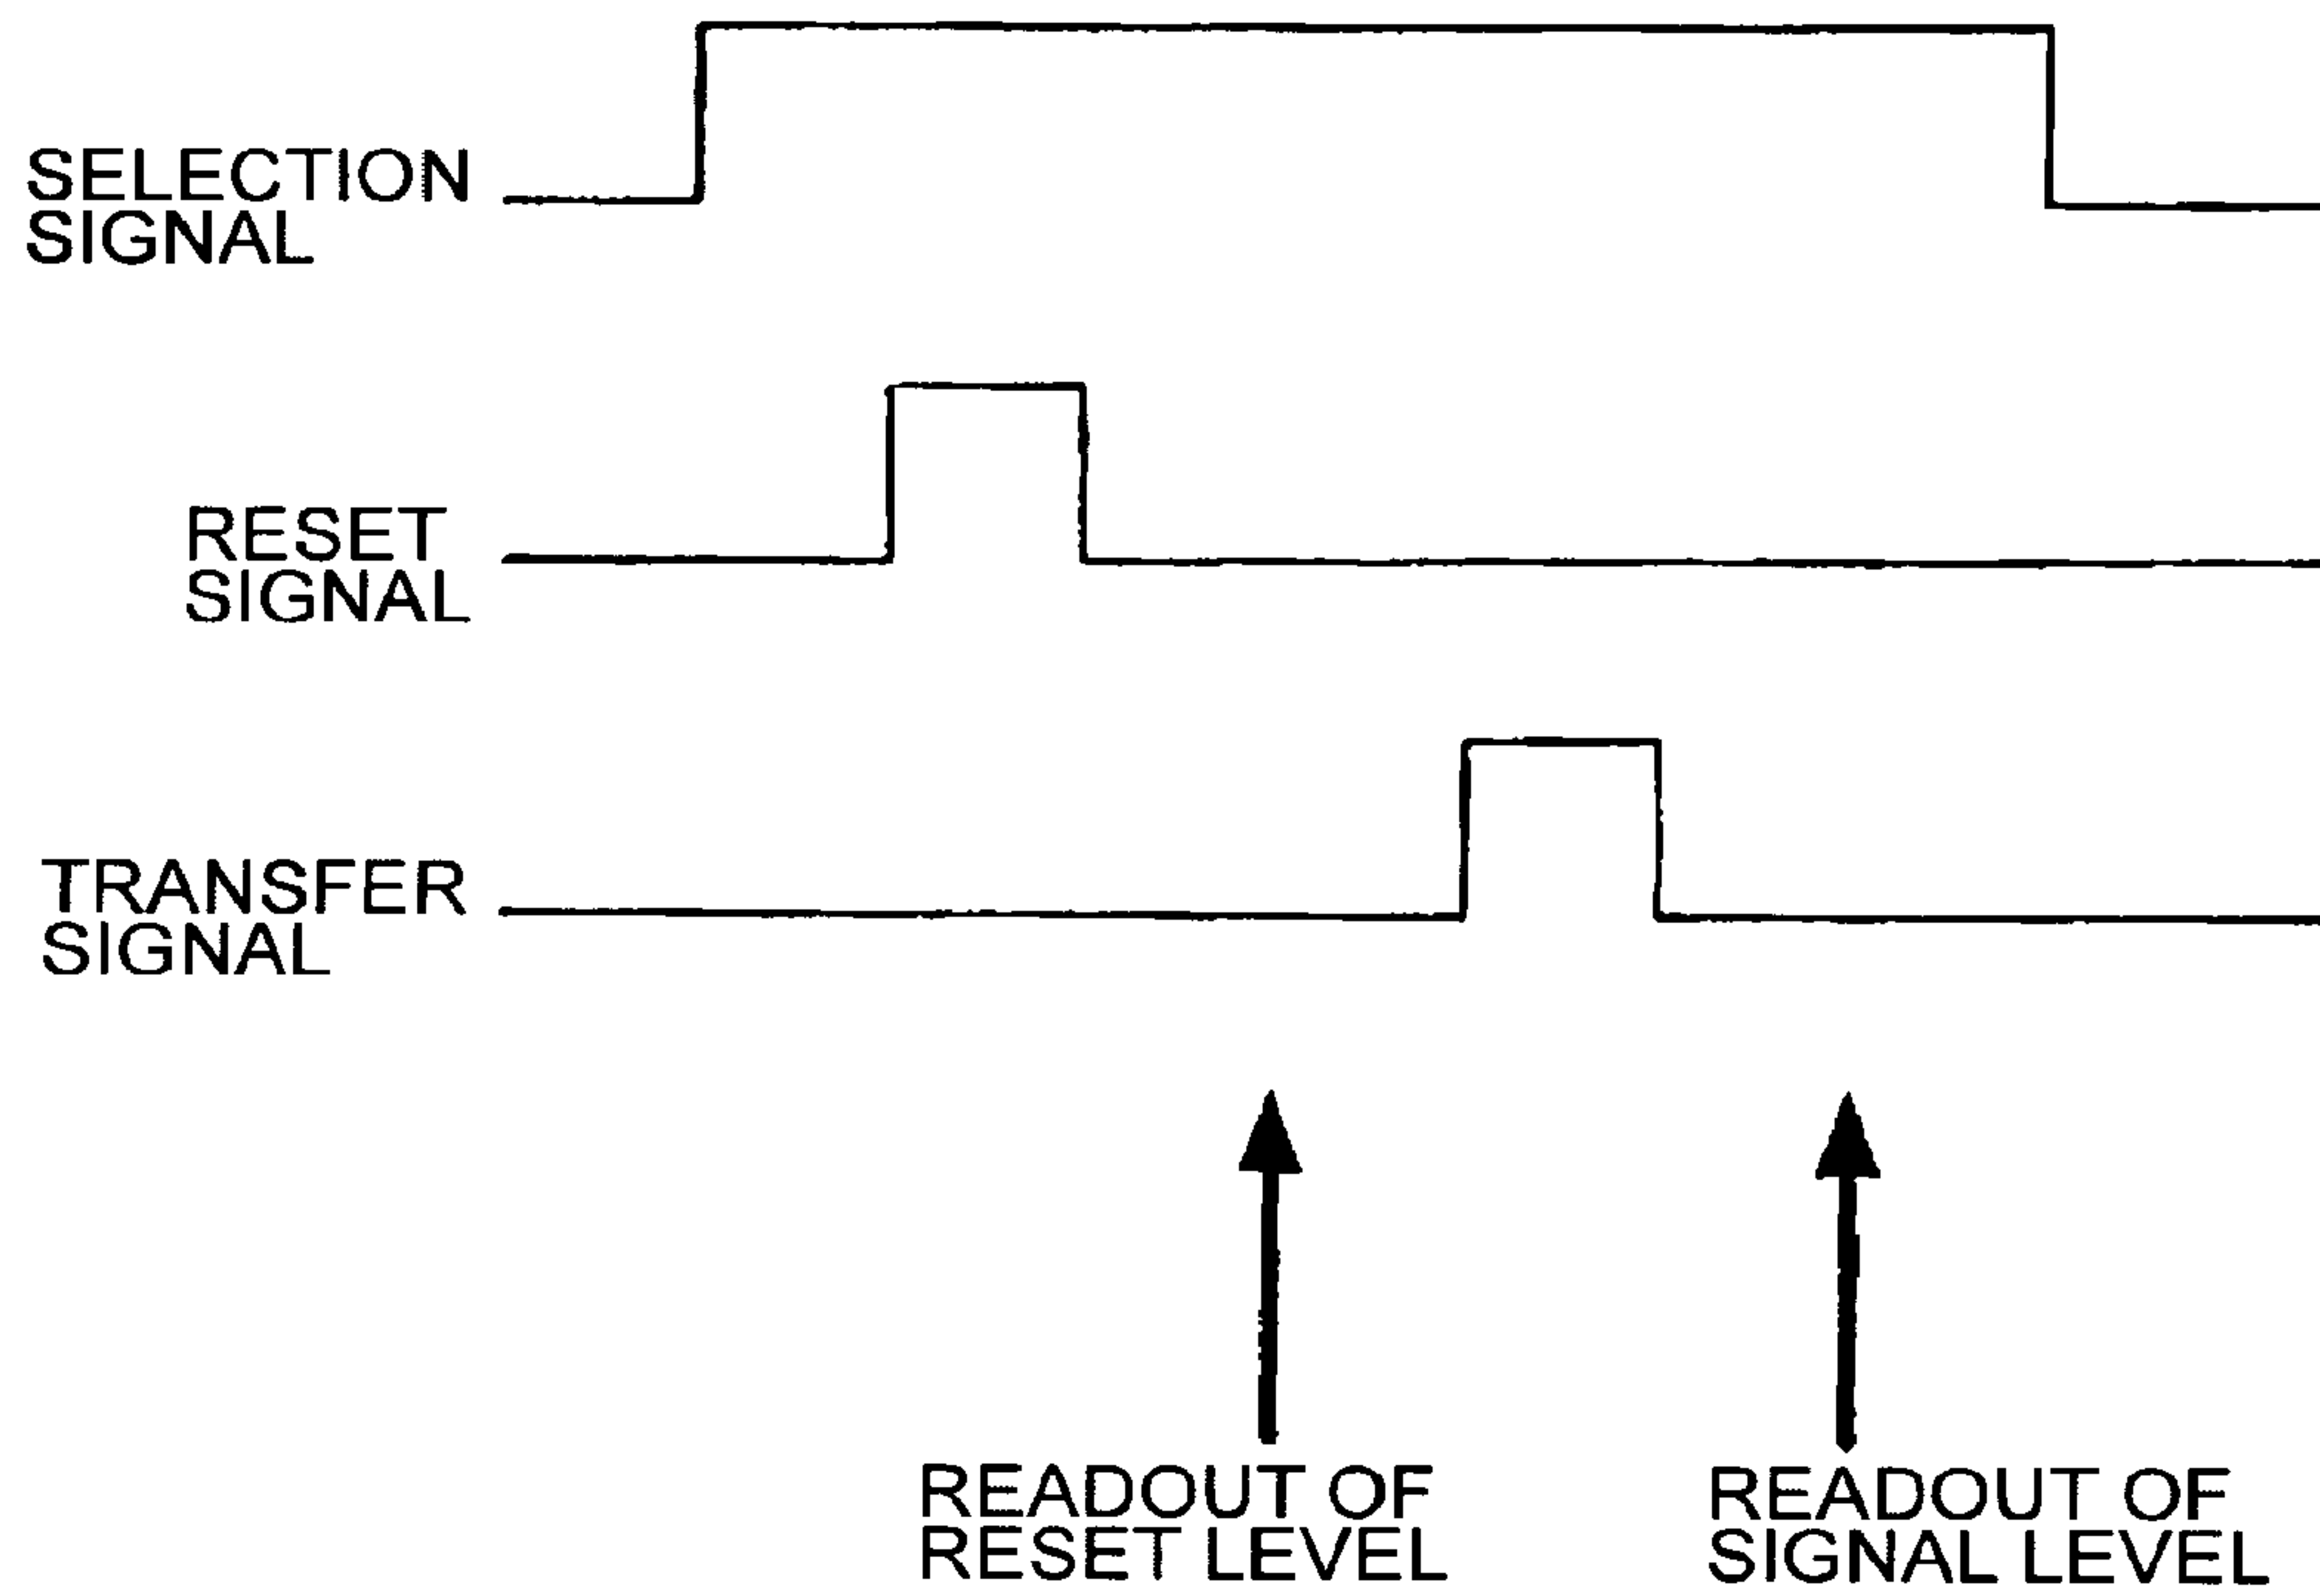 SELECTION
SIGNAL
RESET
SIGNAL
TRANSFER
SIGNAL
READOUT OF
RESET LEVEL
READOUT OF
SIGNAL LEVEL